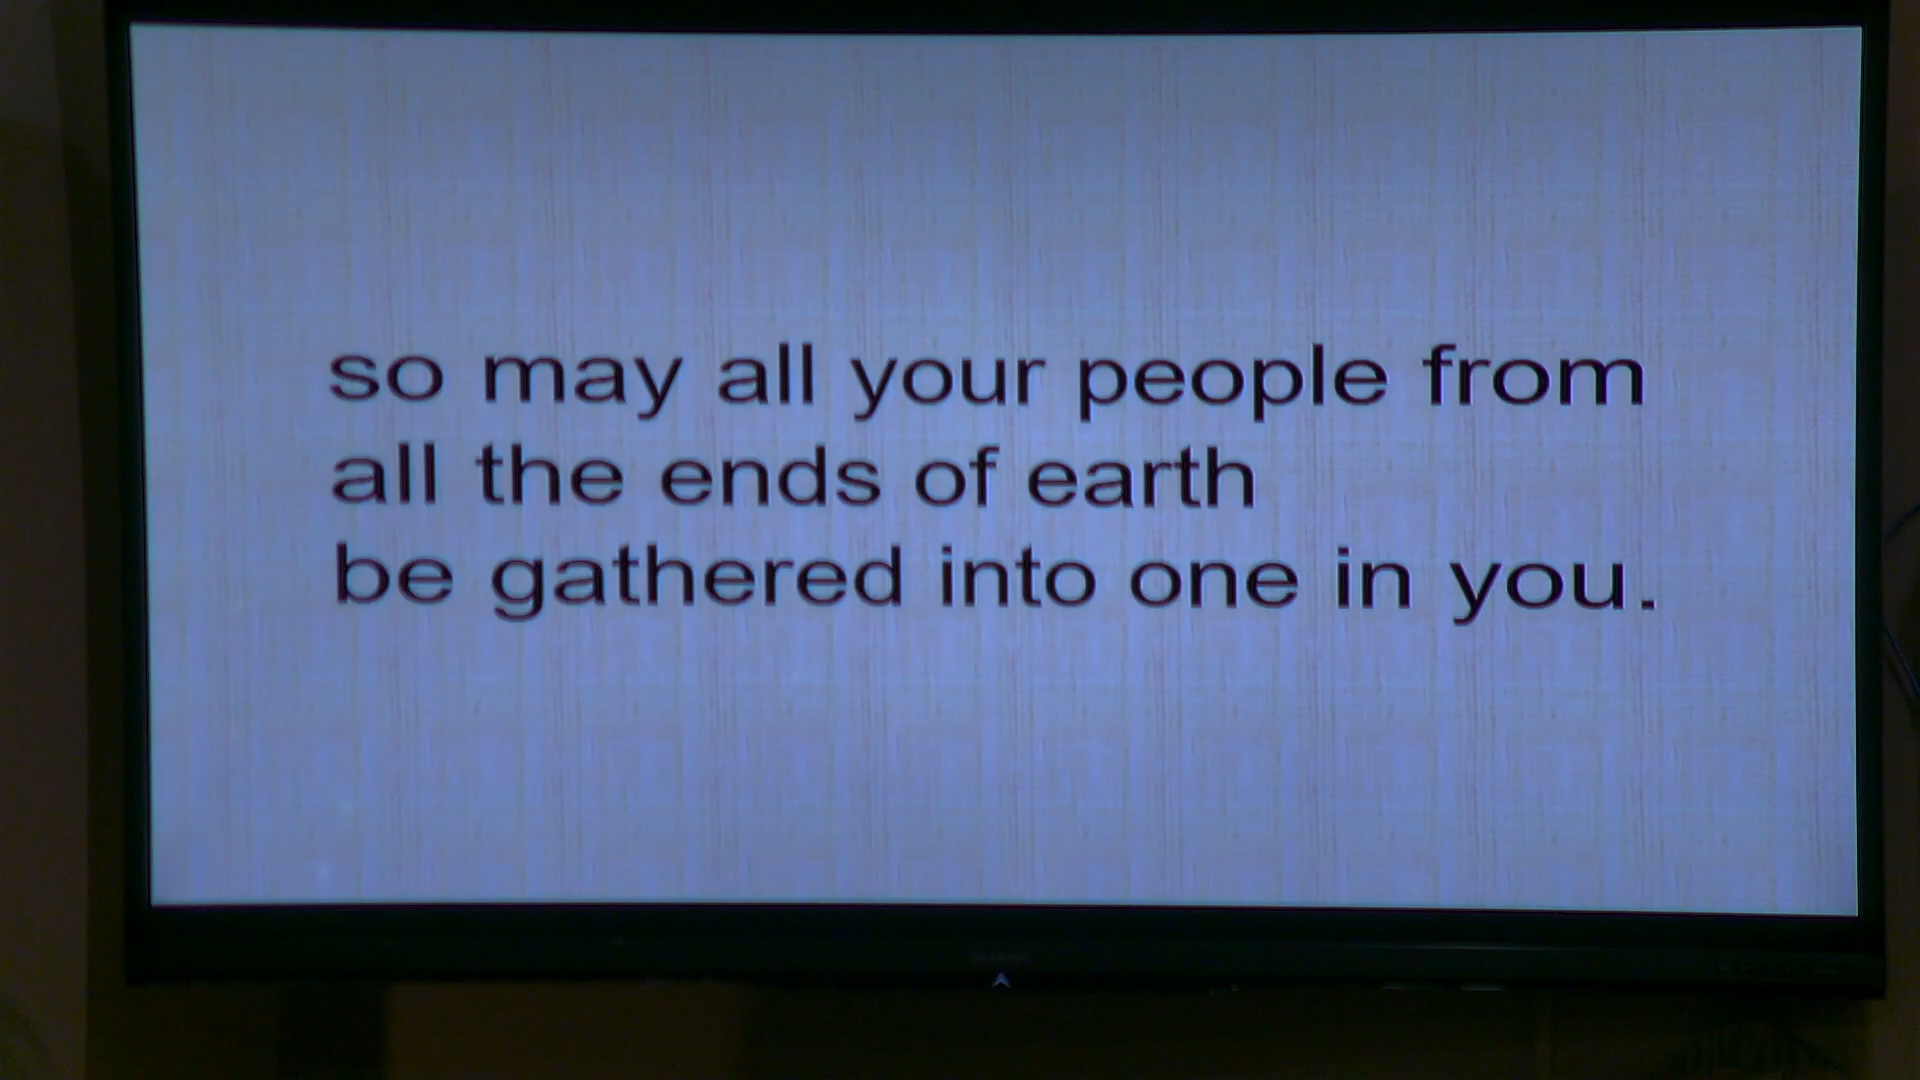 so may all your people from
all the ends of earth
be gathered into one in you.